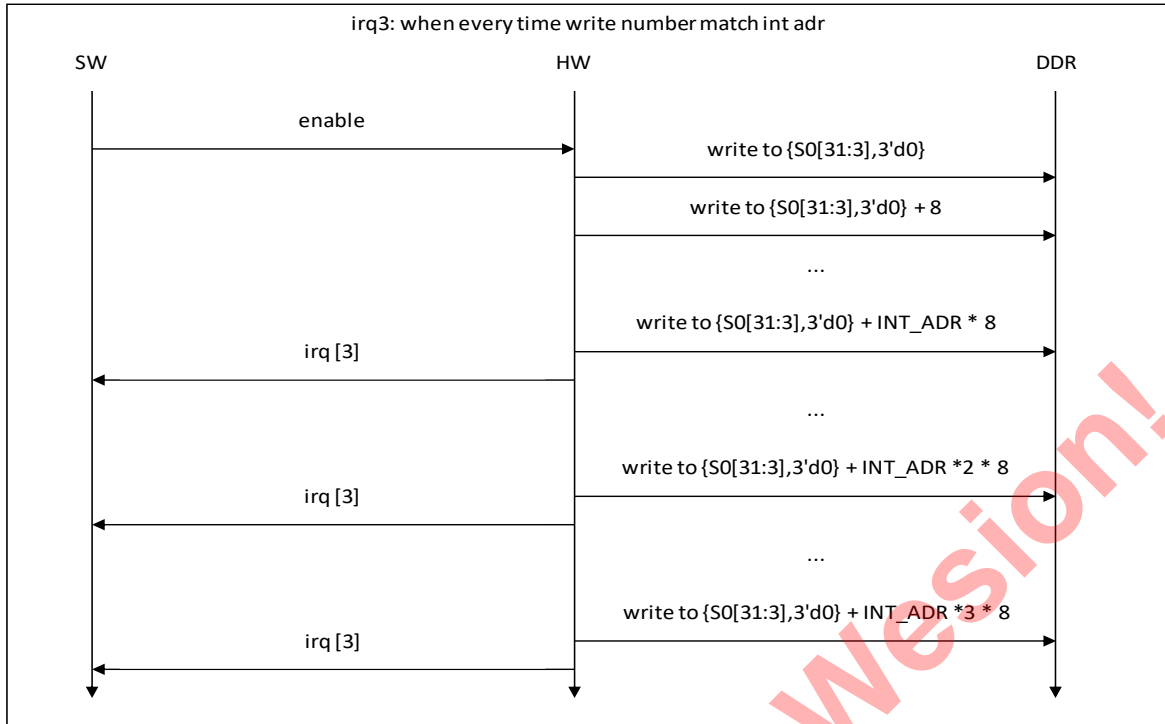 irq3: when every time write number match int adr
SW HW DDR
enable
write to {S0[31:3],3'd0}
write to {S0[31:3],3'd0} + 8
...
write to {S0[31:3],3'd0} + INT_ADR * 8
irq [3]
...
write to {S0[31:3],3'd0} + INT_ADR *2 * 8
irq [3]
...
write to {S0[31:3],3'd0} + INT_ADR *3 * 8
irq [3]
Wesion!